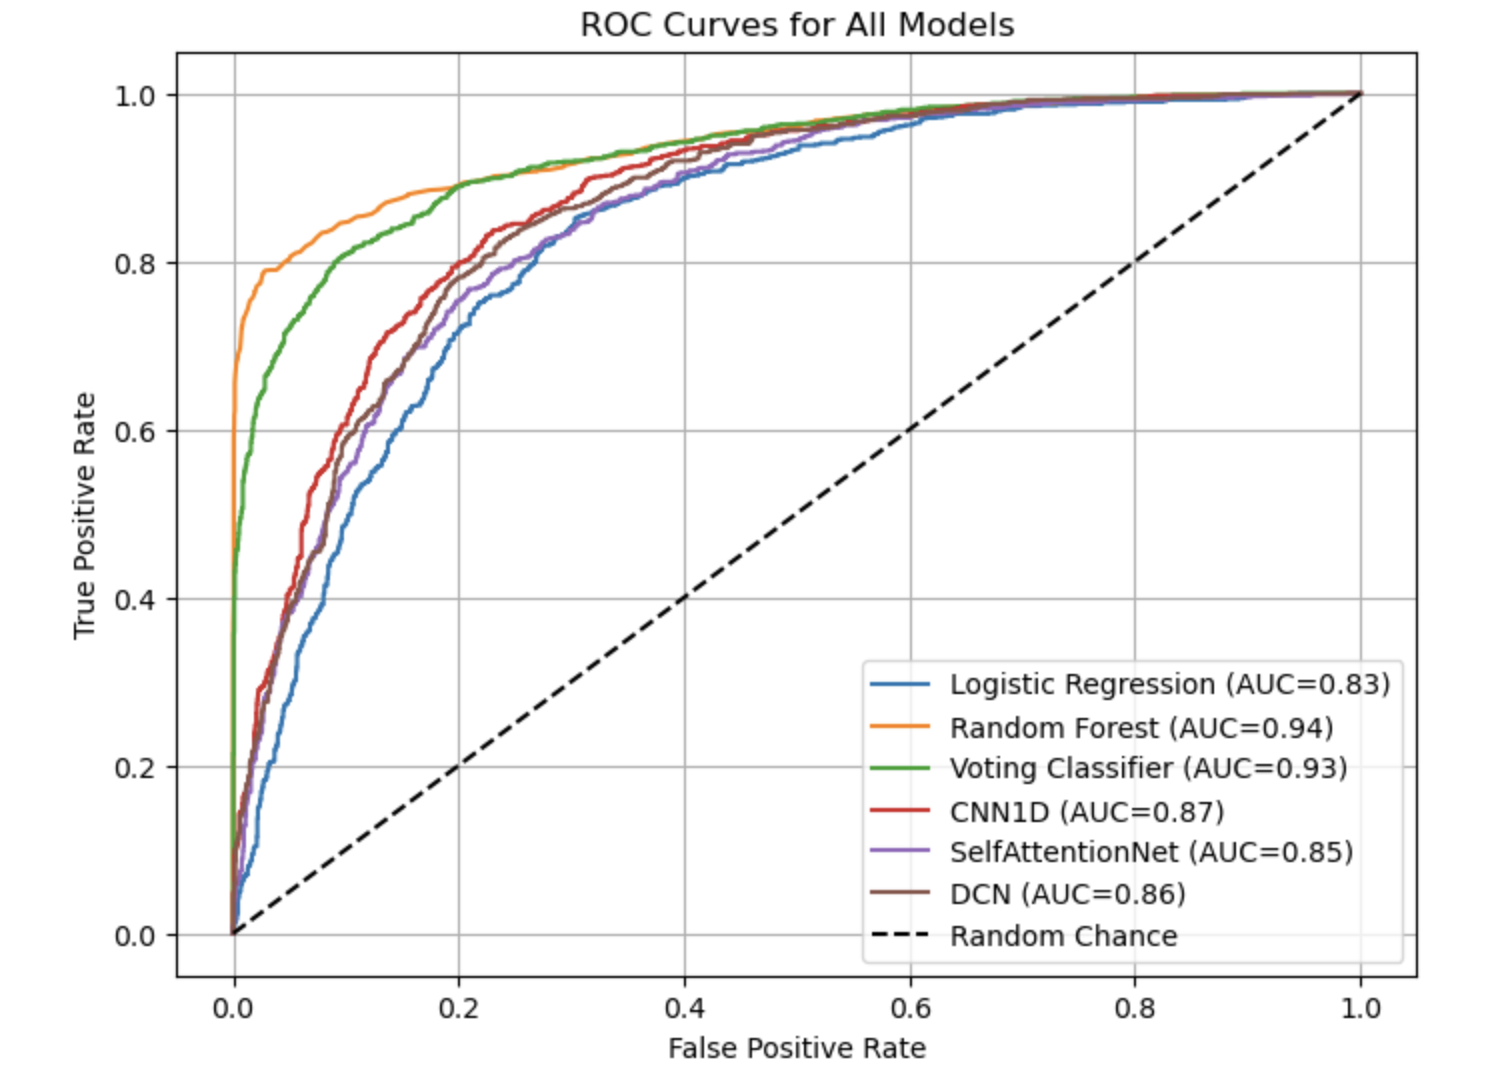 ROC Curves for All Models
1.0
0.8
0.6
0.4
0.2
0.0
True Positive Rate
Logistic Regression (AUC=0.83)
Random Forest (AUC=0.94)
Voting Classifier (AUC=0.93)
CNN1D (AUC=0.87)
SelfAttentionNet (AUC=0.85)
DCN (AUC=0.86)
Random Chance
0.0 0.2 0.4 0.6 0.8 1.0
False Positive Rate